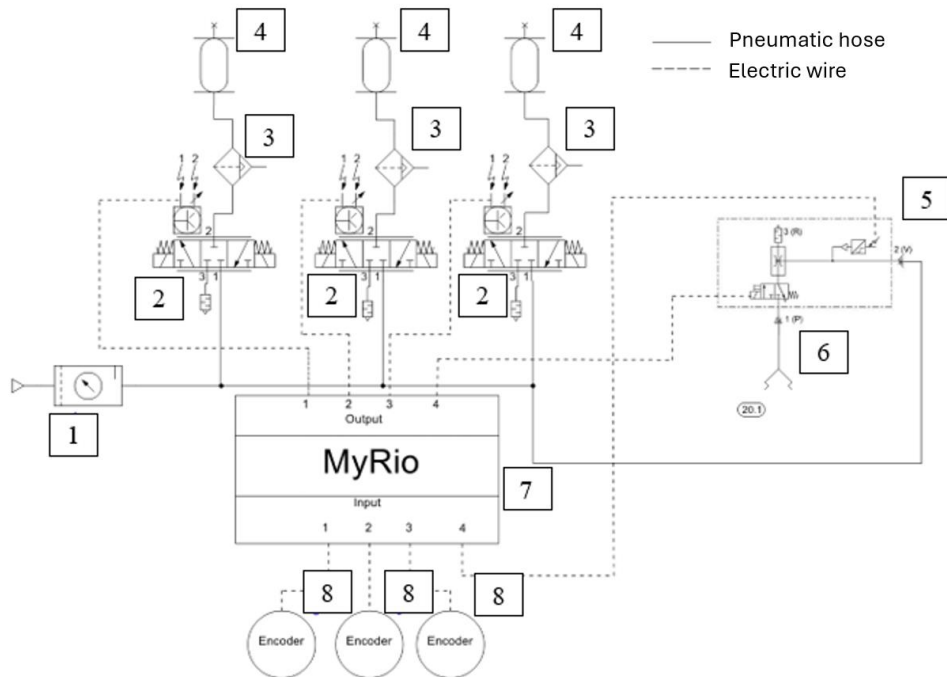 4
4
4
Pneumatic hose
Electric wire
3
3
3
1 2
1 2
1 2
5
2
2
2
3 (R)
2 (V)
3 1
3 1
3 1
2
2
2
1 (P)
6
20.1
1
1 2 3 4
Output
MyRio
7
Input
1 2 3 4
8
8
8
Encoder
Encoder
Encoder